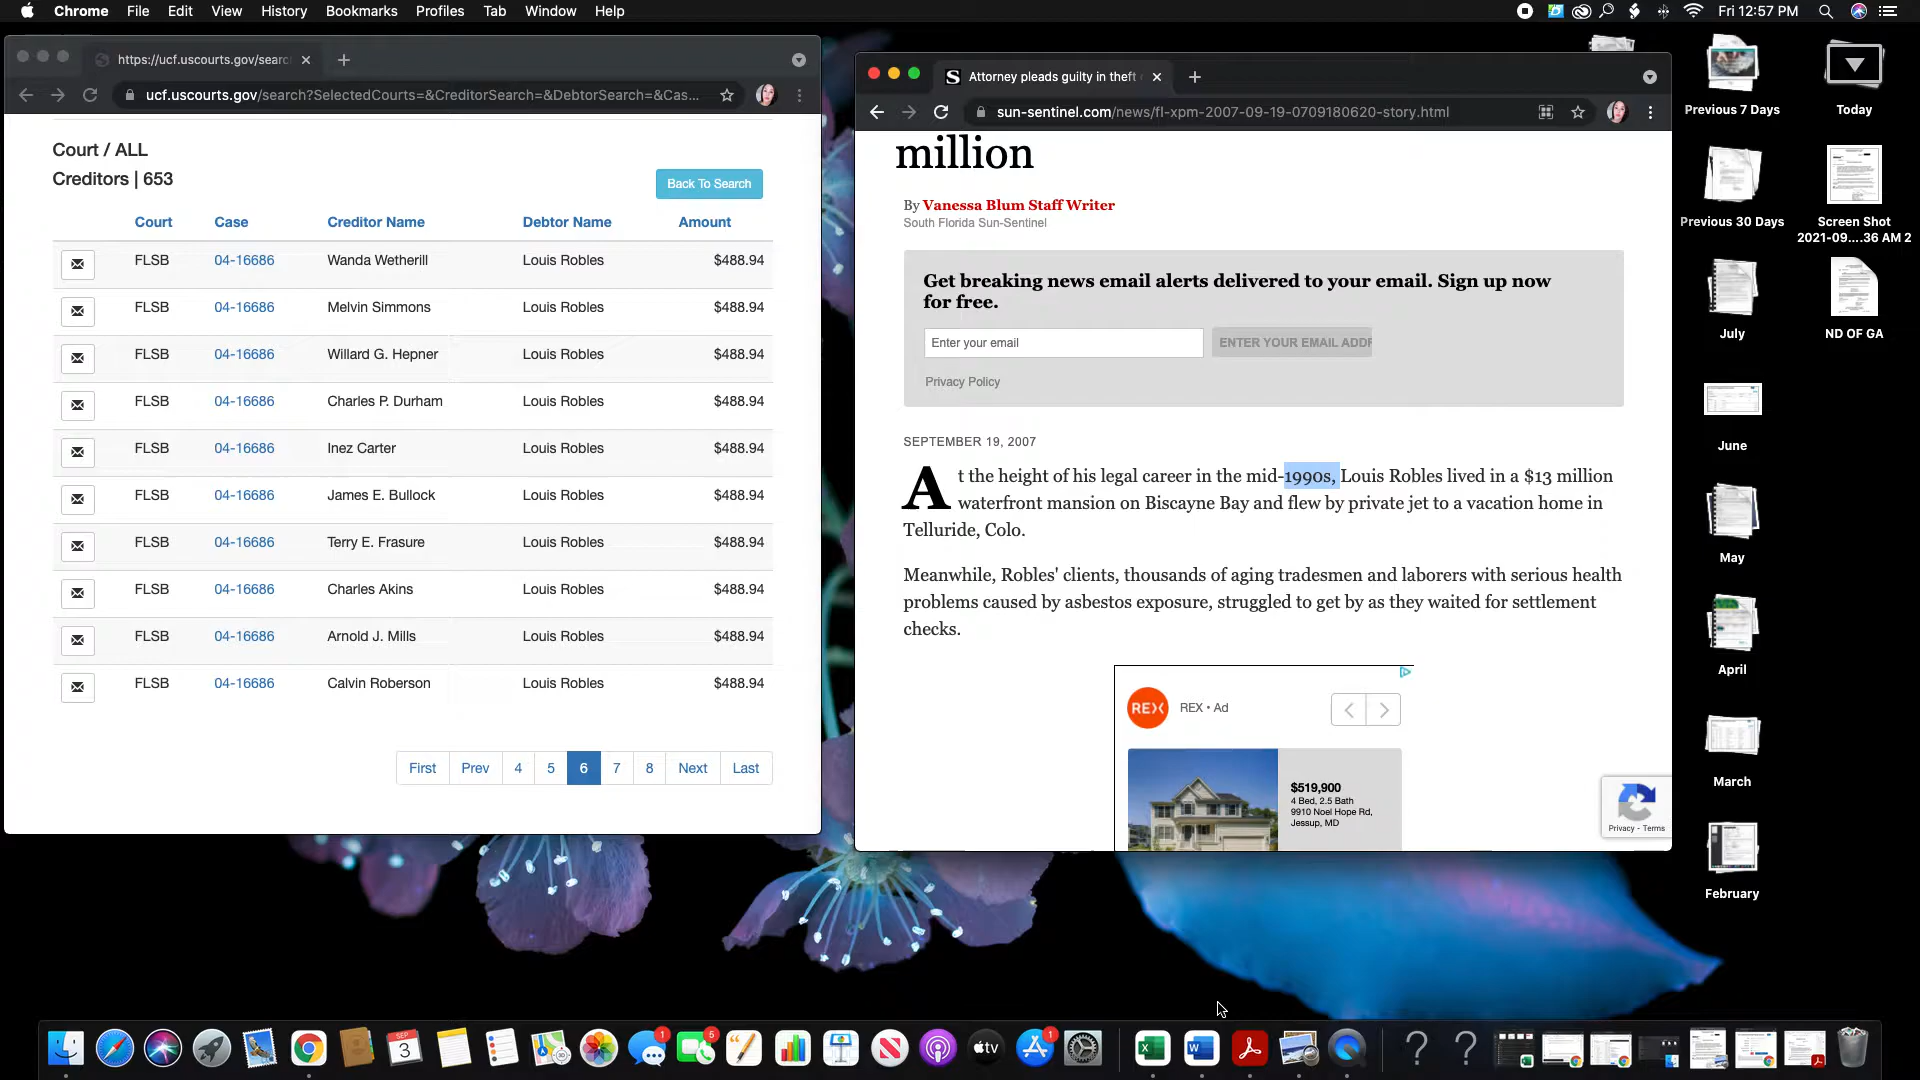 Chrome File Edit View History Bookmarks Profiles Tab Window Help
Fri 12:57 PM
https://ucf.uscourts.gov/searc
ucf.uscourts.gov/search?SelectedCourts=&CreditorSearch=&DebtorSearch=&Cas...
Court / ALL
Creditors | 653
Back To Search
Court Case Creditor Name Debtor Name Amount
FLSB 04-16686 Wanda Wetherill Louis Robles $488.94
FLSB 04-16686 Melvin Simmons Louis Robles $488.94
FLSB 04-16686 Willard G. Hepner Louis Robles $488.94
FLSB 04-16686 Charles P. Durham Louis Robles $488.94
FLSB 04-16686 Inez Carter Louis Robles $488.94
FLSB 04-16686 James E. Bullock Louis Robles $488.94
FLSB 04-16686 Terry E. Frasure Louis Robles $488.94
FLSB 04-16686 Charles Akins Louis Robles $488.94
FLSB 04-16686 Arnold J. Mills Louis Robles $488.94
FLSB 04-16686 Calvin Roberson Louis Robles $488.94
First Prev 4 5 6 7 8 Next Last
S Attorney pleads guilty in theft
sun-sentinel.com/news/fl-xpm-2007-09-19-0709180620-story.html
million
By Vanessa Blum Staff Writer
South Florida Sun-Sentinel
Get breaking news email alerts delivered to your email. Sign up now
for free.
Enter your email ENTER YOUR EMAIL ADDR
Privacy Policy
SEPTEMBER 19, 2007
At the height of his legal career in the mid-1990s, Louis Robles lived in a $13 million
waterfront mansion on Biscayne Bay and flew by private jet to a vacation home in
Telluride, Colo.
Meanwhile, Robles' clients, thousands of aging tradesmen and laborers with serious health
problems caused by asbestos exposure, struggled to get by as they waited for settlement
checks.
REX REX • Ad
$519,900
4 Bed, 2.5 Bath
9910 Noel Hope Rd,
Jessup, MD
Privacy - Terms
Previous 7 Days
Today
Previous 30 Days
Screen Shot
2021-09....36 AM 2
July
ND OF GA
June
May
April
March
February
SEP
3
1
5
tv
1